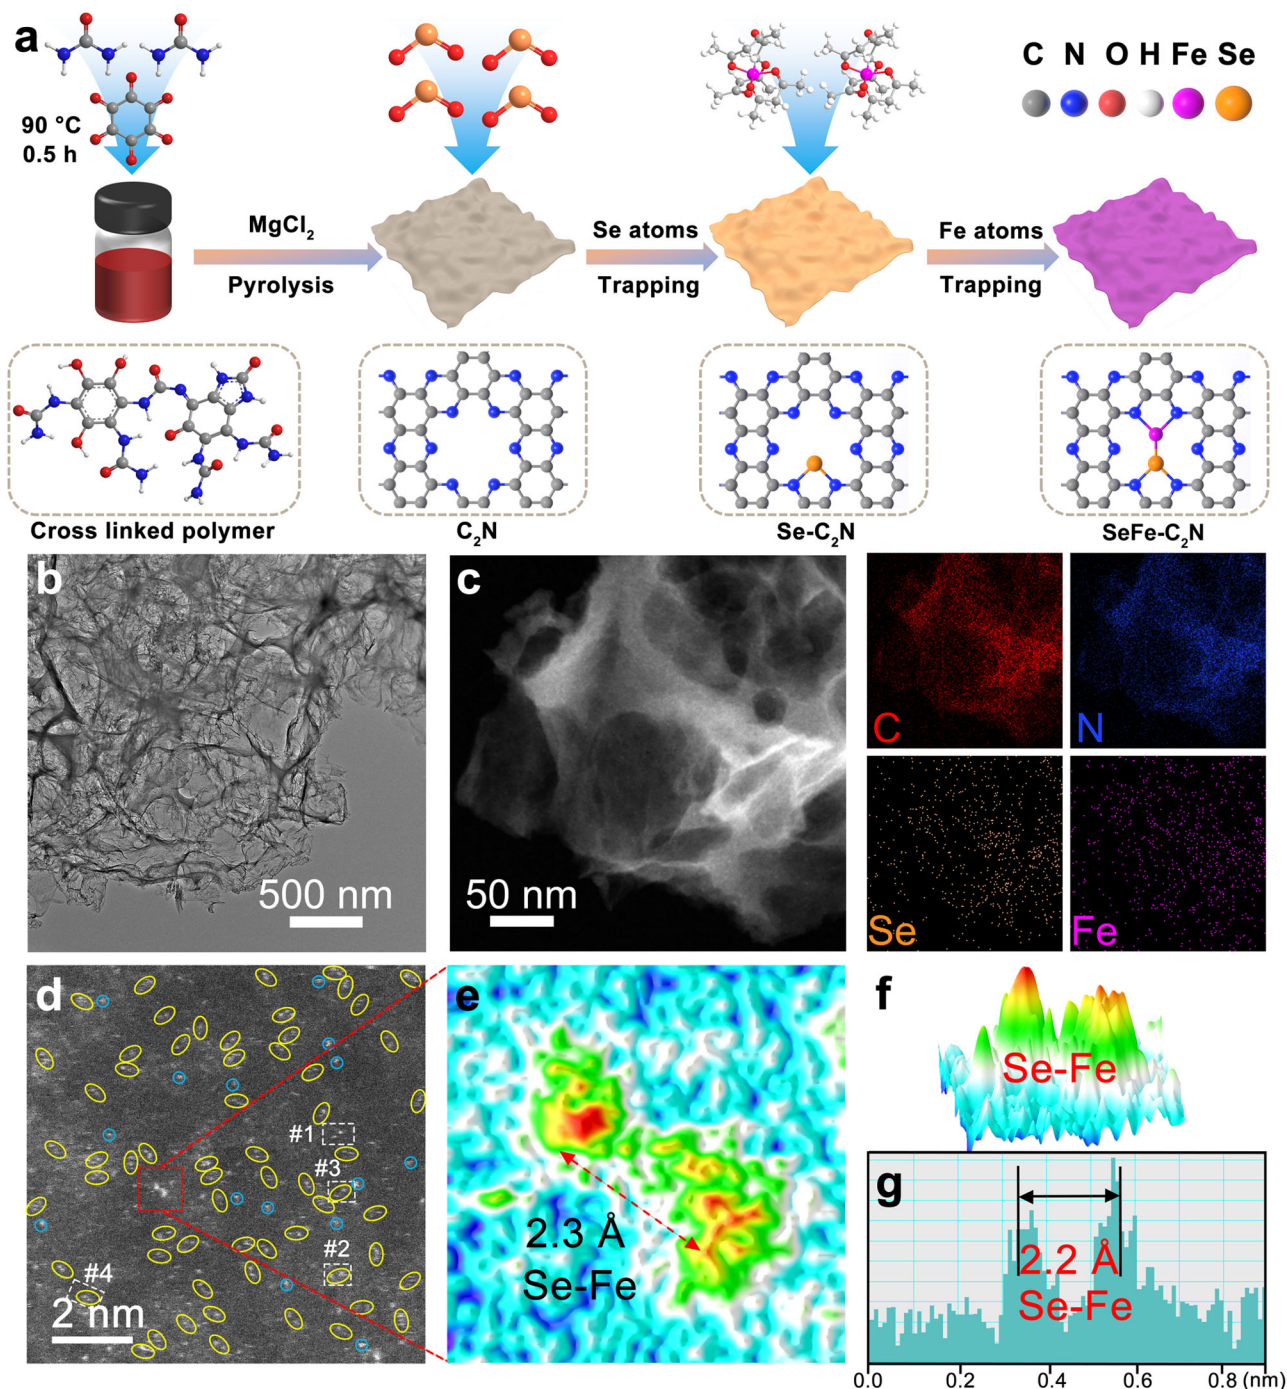 a
90 °C
0.5 h
C N O H Fe Se
MgCl₂
Pyrolysis
Se atoms
Trapping
Fe atoms
Trapping
Cross linked polymer
C₂N
Se-C₂N
SeFe-C₂N
b
500 nm
c
50 nm
C
N
Se
Fe
d
#1
#3
#2
#4
2 nm
e
2.3 Å
Se-Fe
f
Se-Fe
g
2.2 Å
Se-Fe
0.0 0.2 0.4 0.6 0.8 (nm)